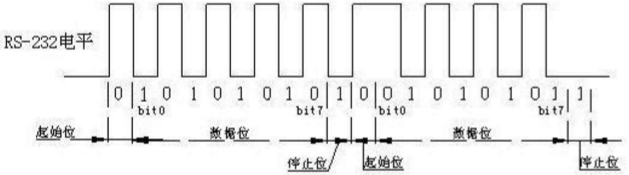 RS-232电平
0 1 0 1 0 1 0 1 0 1 0 0 1 0 1 0 1 0 1 1
bit0 bit7 bit0 bit7
起始位 数据位 数据位
停止位 起始位 停止位